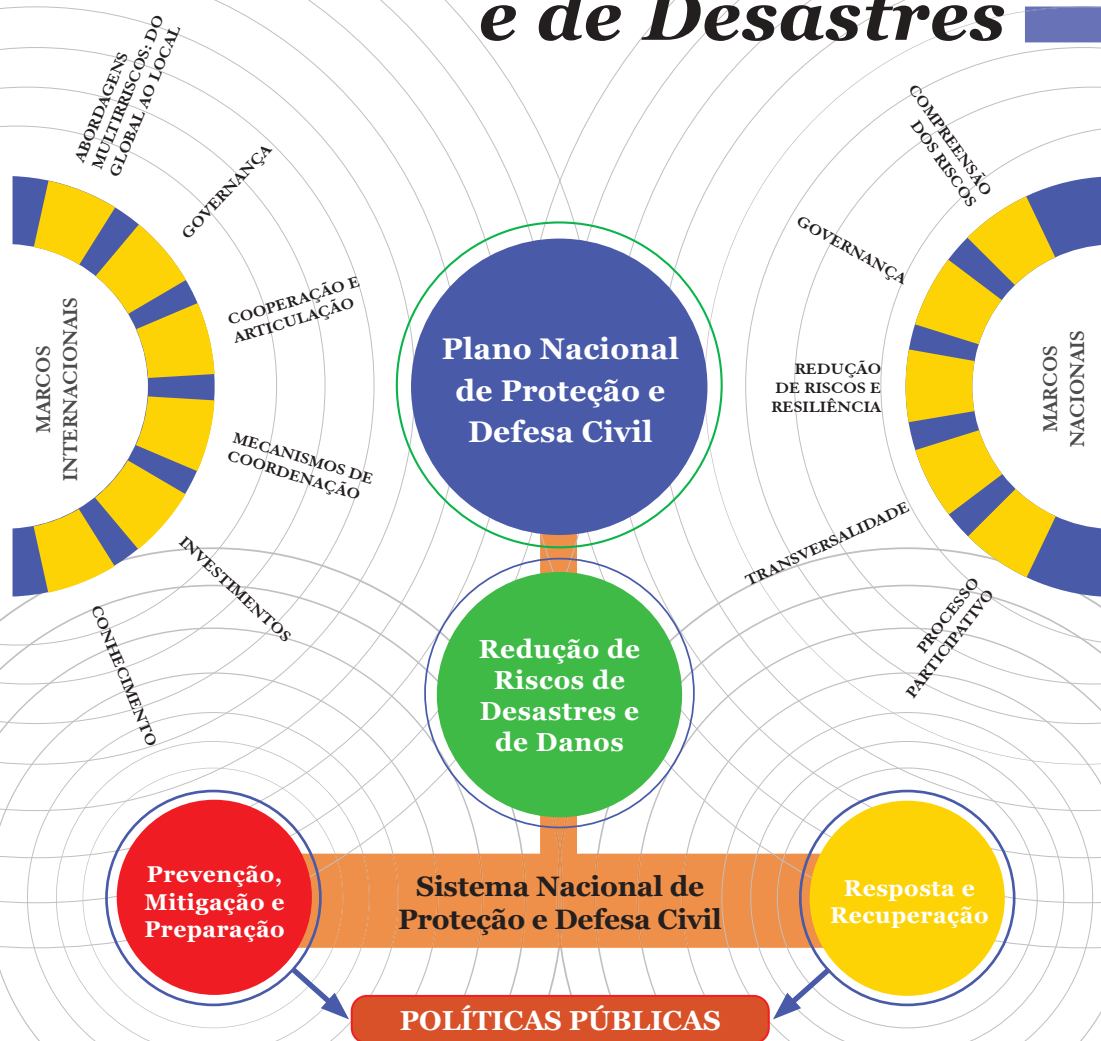 e de Desastres
ABORDAGENS
MULTIRRISCOS: DO
GLOBAL AO LOCAL
GOVERNANÇA
COOPERAÇÃO E
ARTICULAÇÃO
MARCOS
INTERNACIONAIS
MECANISMOS DE
COORDENAÇÃO
INVESTIMENTOS
CONHECIMENTO
Plano Nacional
de Proteção e
Defesa Civil
COMPREENSÃO
DOS RISCOS
GOVERNANÇA
REDUÇÃO
DE RISCOS E
RESILIÊNCIA
MARCOS
NACIONAIS
TRANSVERSALIDADE
PROCESSO
PARTICIPATIVO
Redução de
Riscos de
Desastres e
de Danos
Prevenção,
Mitigação e
Preparação
Sistema Nacional de
Proteção e Defesa Civil
Resposta e
Recuperação
POLÍTICAS PÚBLICAS